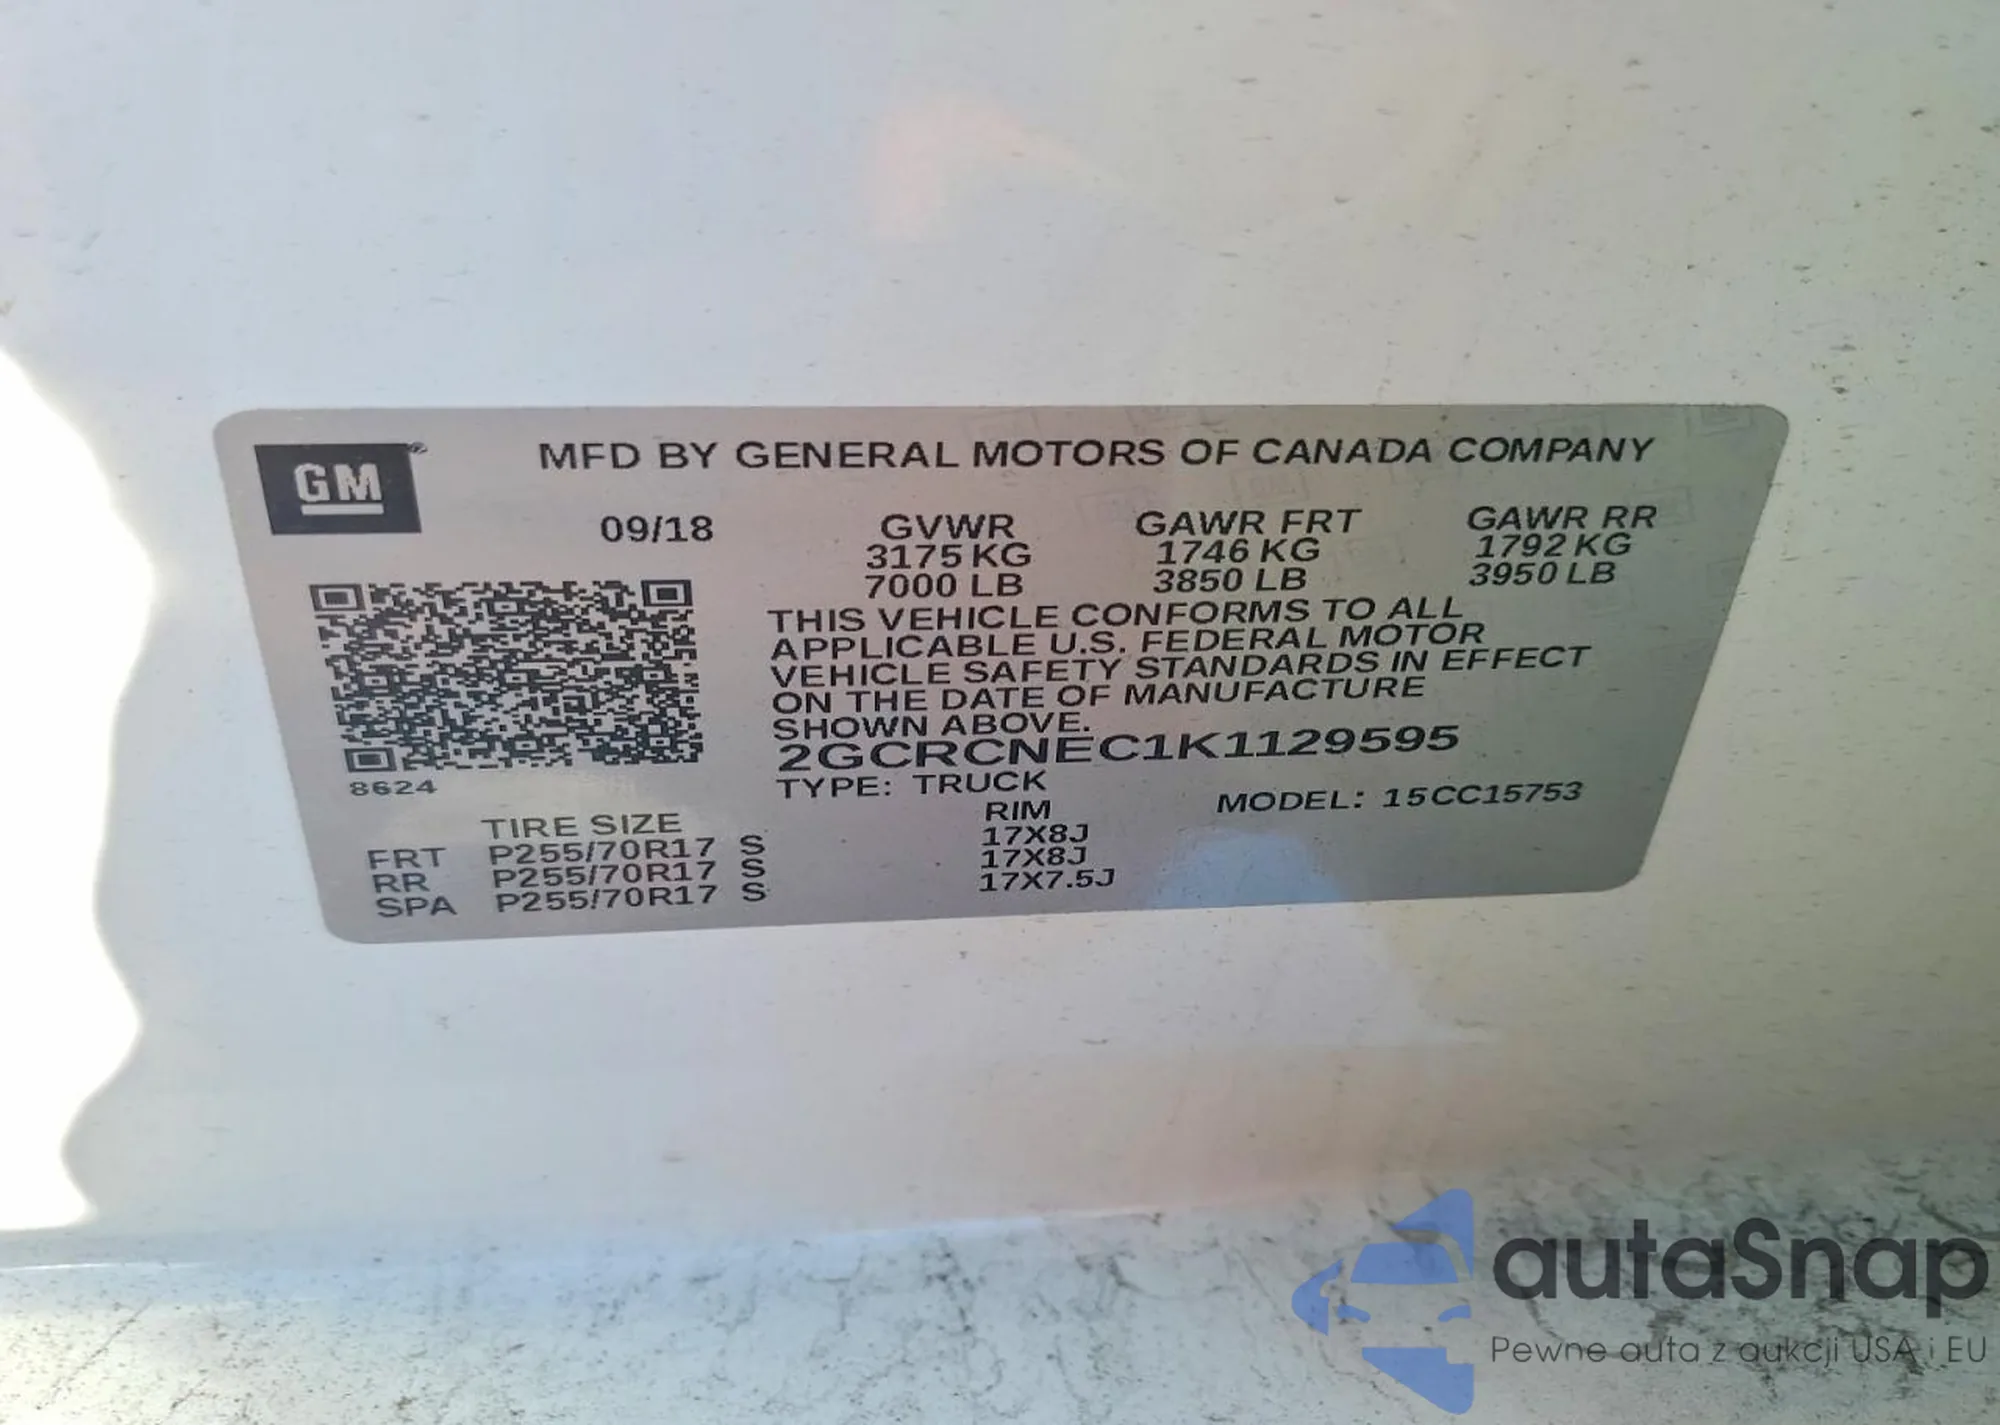 GM
MFD BY GENERAL MOTORS OF CANADA COMPANY
09/18 GVWR GAWR FRT GAWR RR
3175 KG 1746 KG 1792 KG
7000 LB 3850 LB 3950 LB
THIS VEHICLE CONFORMS TO ALL
APPLICABLE U.S. FEDERAL MOTOR
VEHICLE SAFETY STANDARDS IN EFFECT
ON THE DATE OF MANUFACTURE
SHOWN ABOVE.
2GCRCNEC1K1129595
8624
TYPE: TRUCK MODEL: 15CC15753
TIRE SIZE RIM
FRT P255/70R17 S 17X8J
RR P255/70R17 S 17X8J
SPA P255/70R17 S 17X7.5J
autaSnap
Pewne auta z aukcji USA i EU